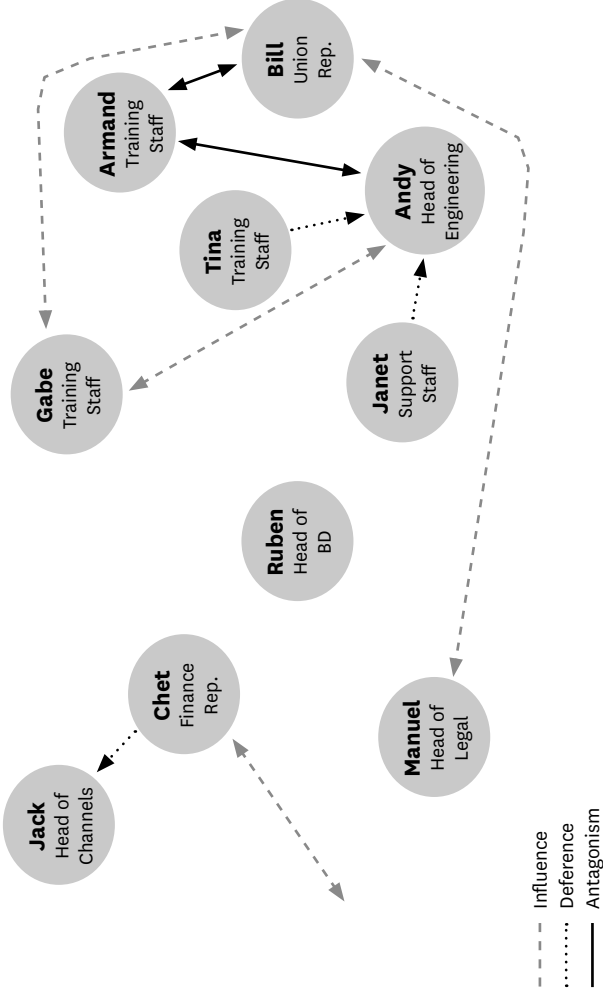 Jack
Head of
Channels
Chet
Finance
Rep.
Manuel
Head of
Legal
Ruben
Head of
BD
Gabe
Training
Staff
Janet
Support
Staff
Tina
Training
Staff
Armand
Training
Staff
Andy
Head of
Engineering
Bill
Union
Rep.
Influence
Deference
Antagonism